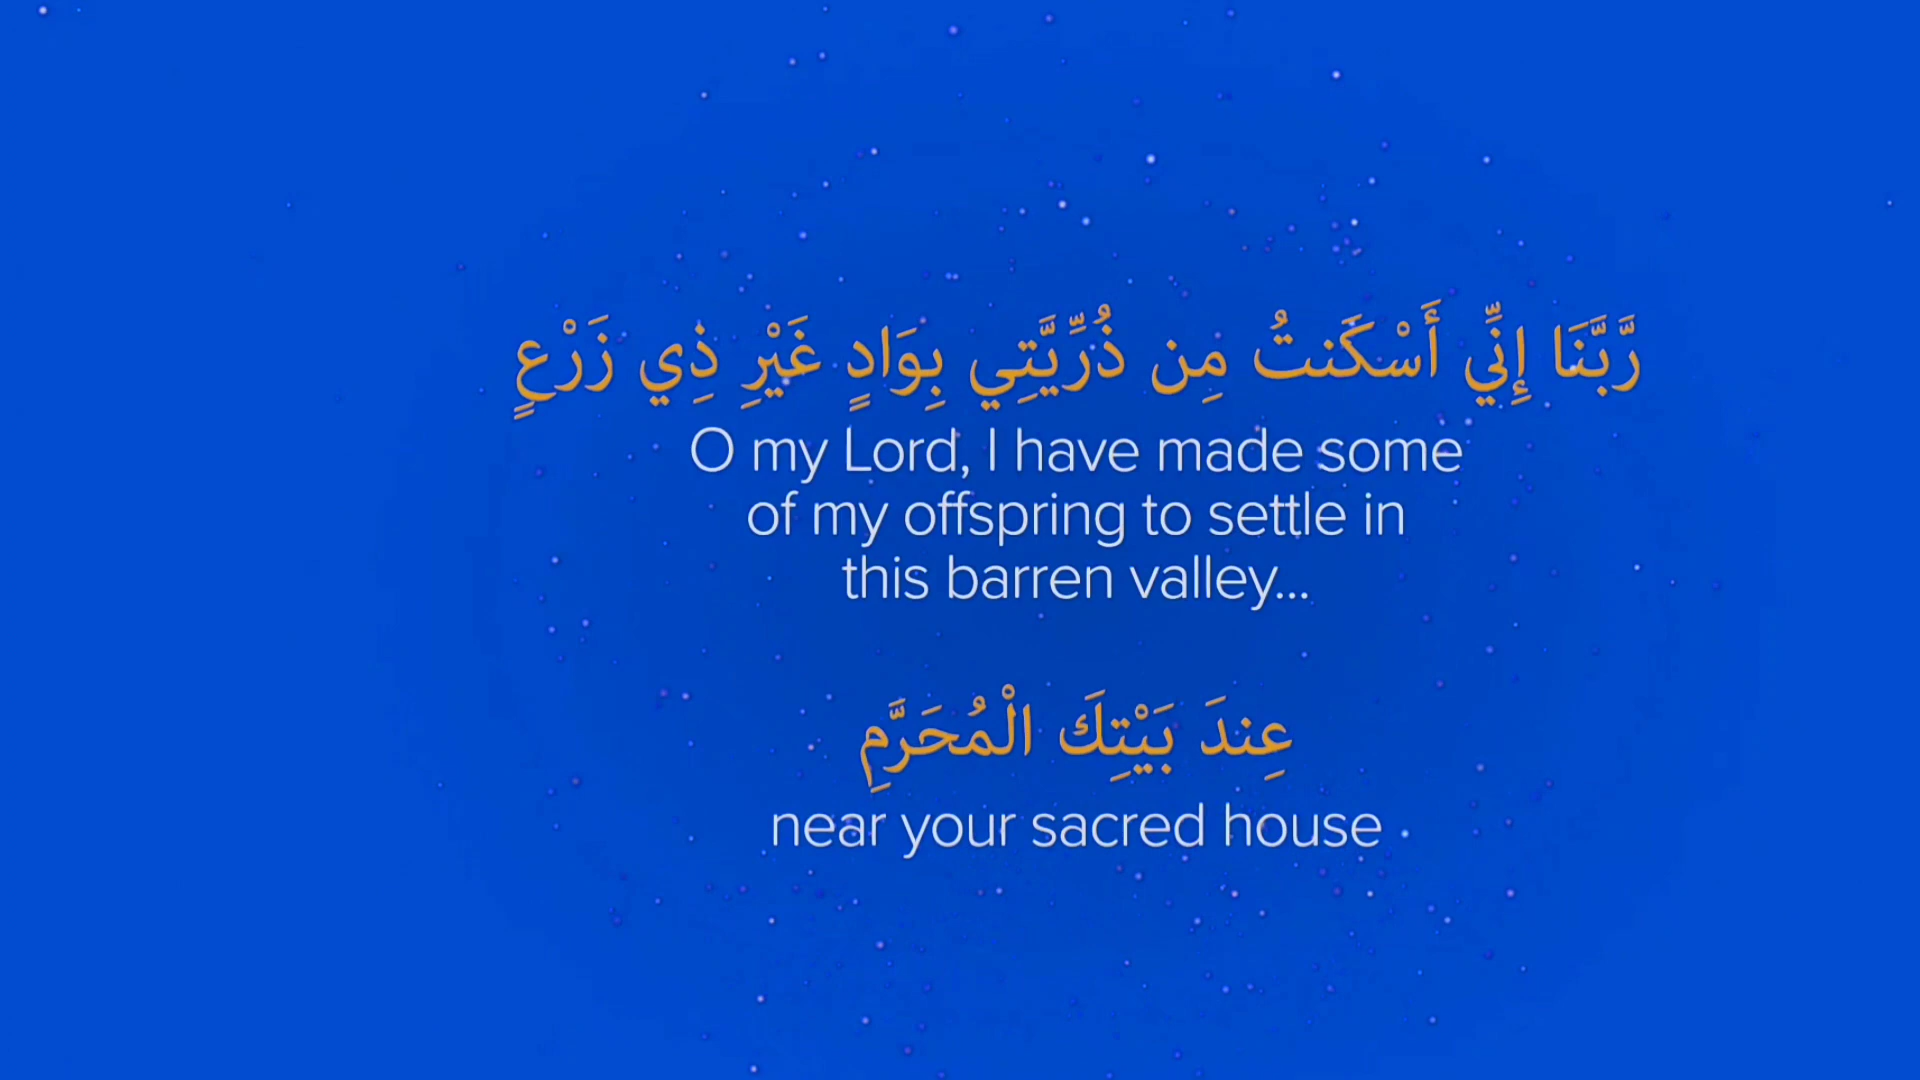 رَّبَّنَا إِنِّي أَسْكَنتُ مِن ذُرِّيَّتِي بِوَادٍ غَيْرِ ذِي زَرْعٍ
O my Lord, I have made some
of my offspring to settle in
this barren valley...
عِندَ بَيْتِكَ الْمُحَرَّمِ
near your sacred house